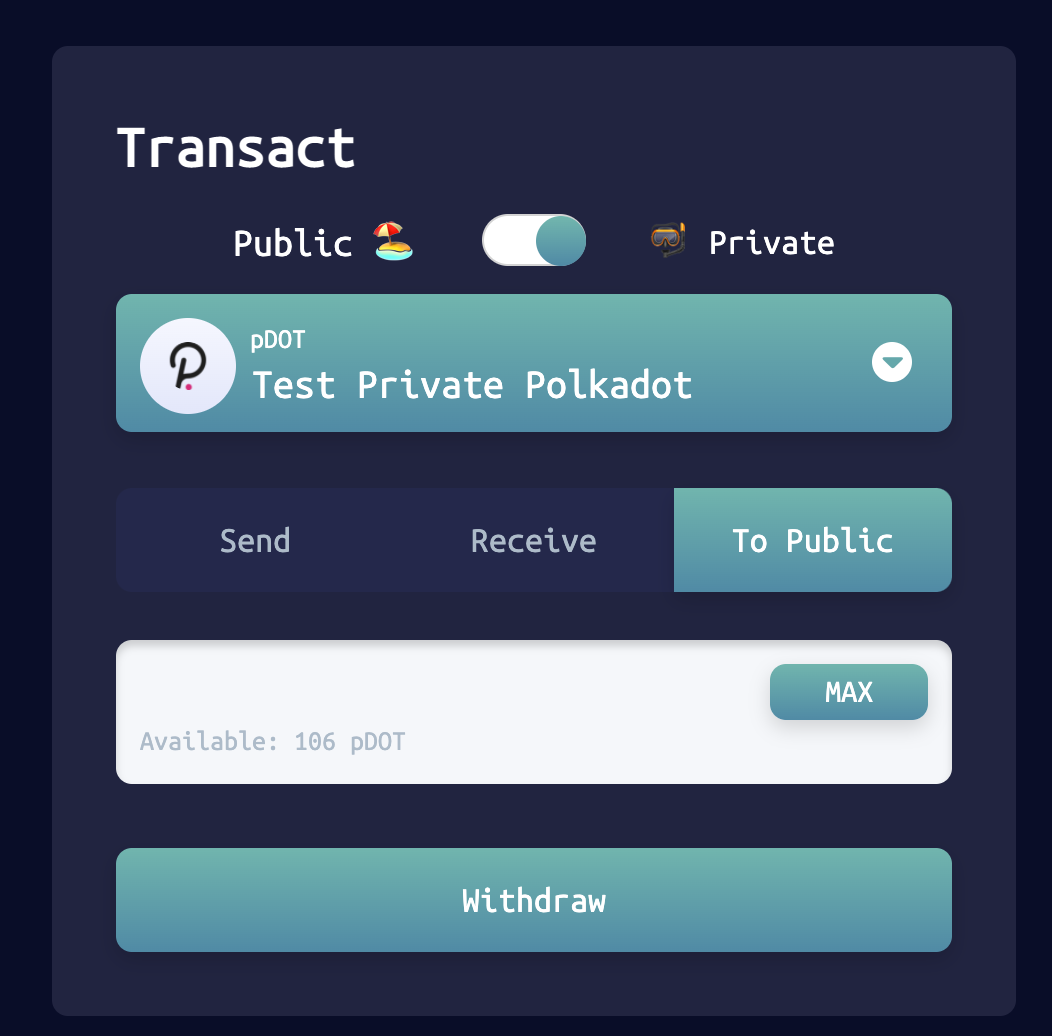 Transact
Public 🏖️ 🤿 Private
pDOT
Test Private Polkadot
Send Receive To Public
MAX
Available: 106 pDOT
Withdraw